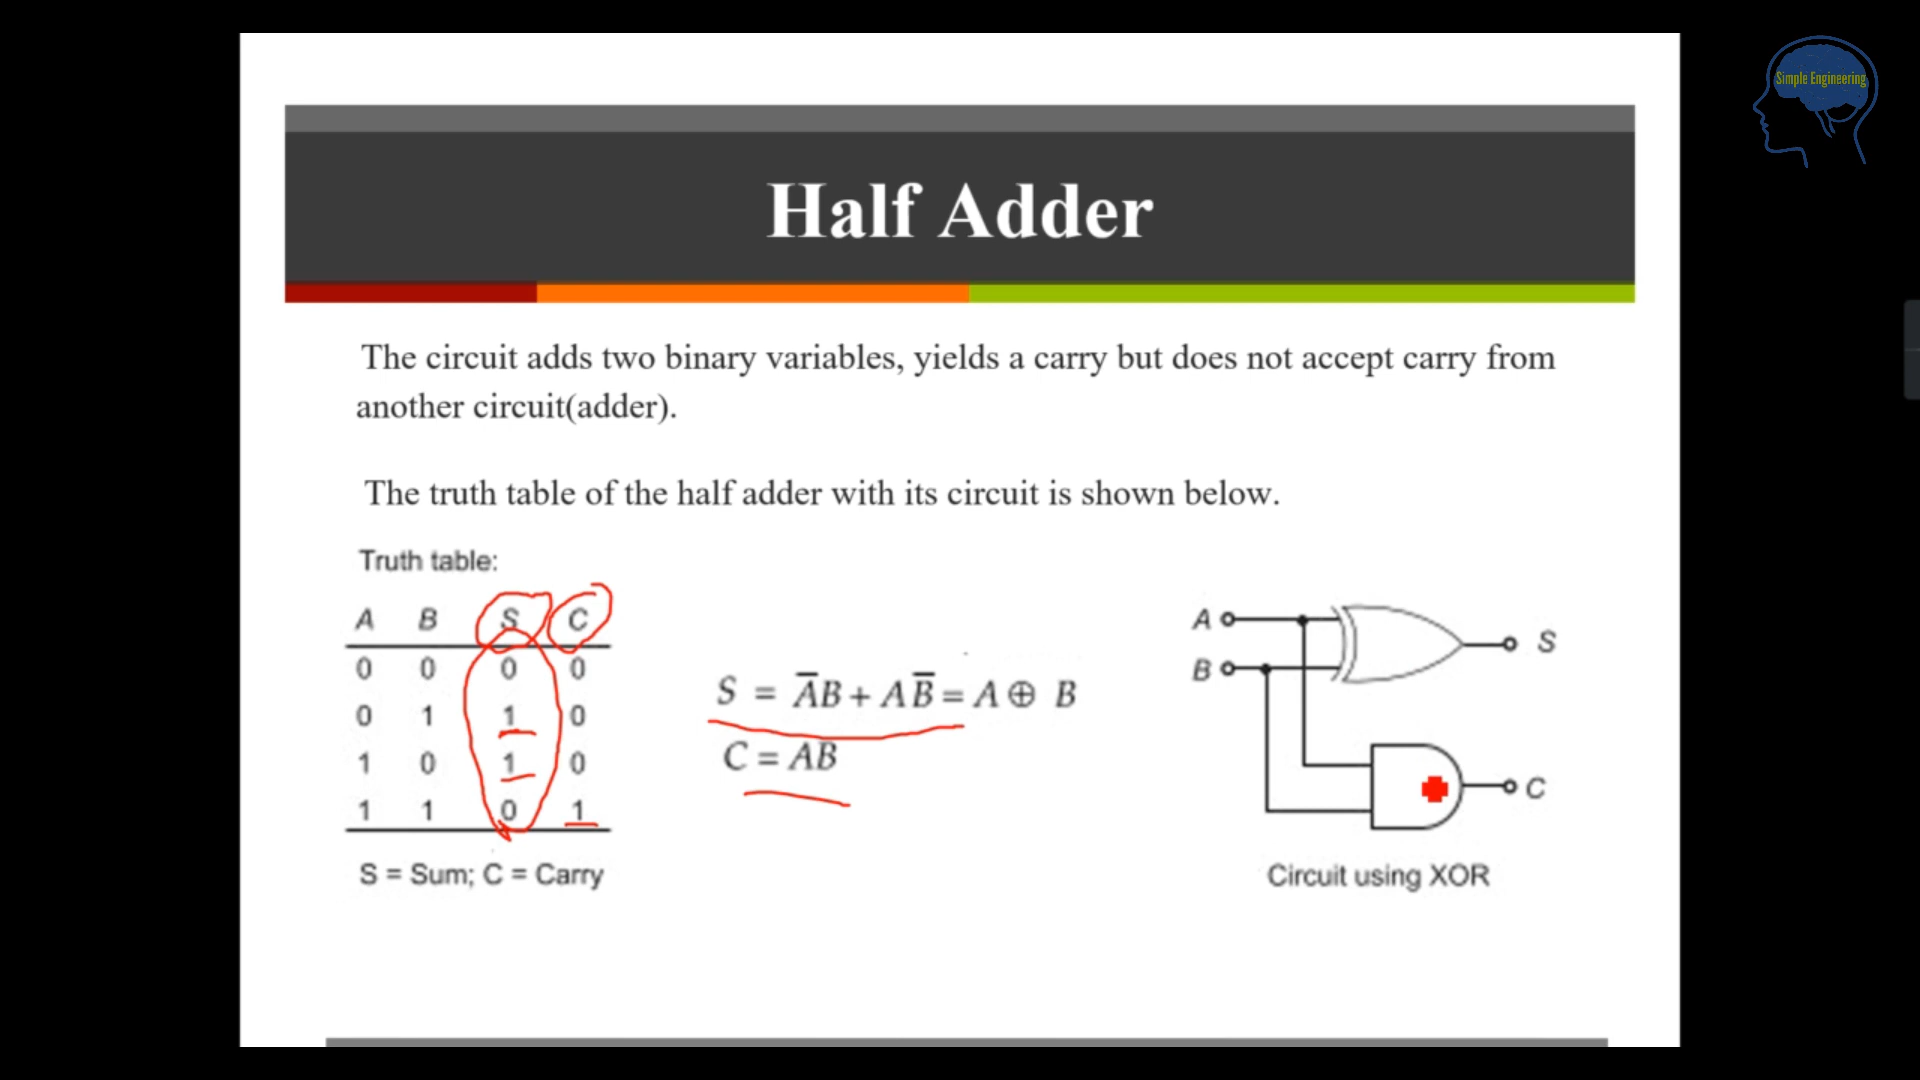 Simple Engineering
Half Adder
The circuit adds two binary variables, yields a carry but does not accept carry from
another circuit(adder).
The truth table of the half adder with its circuit is shown below.
Truth table:
A B S C
0 0 0 0
0 1 1 0
1 0 1 0
1 1 0 1
S = Sum; C = Carry
S = A̅B + AB̅ = A ⊕ B
C = AB
A
B
S
C
Circuit using XOR